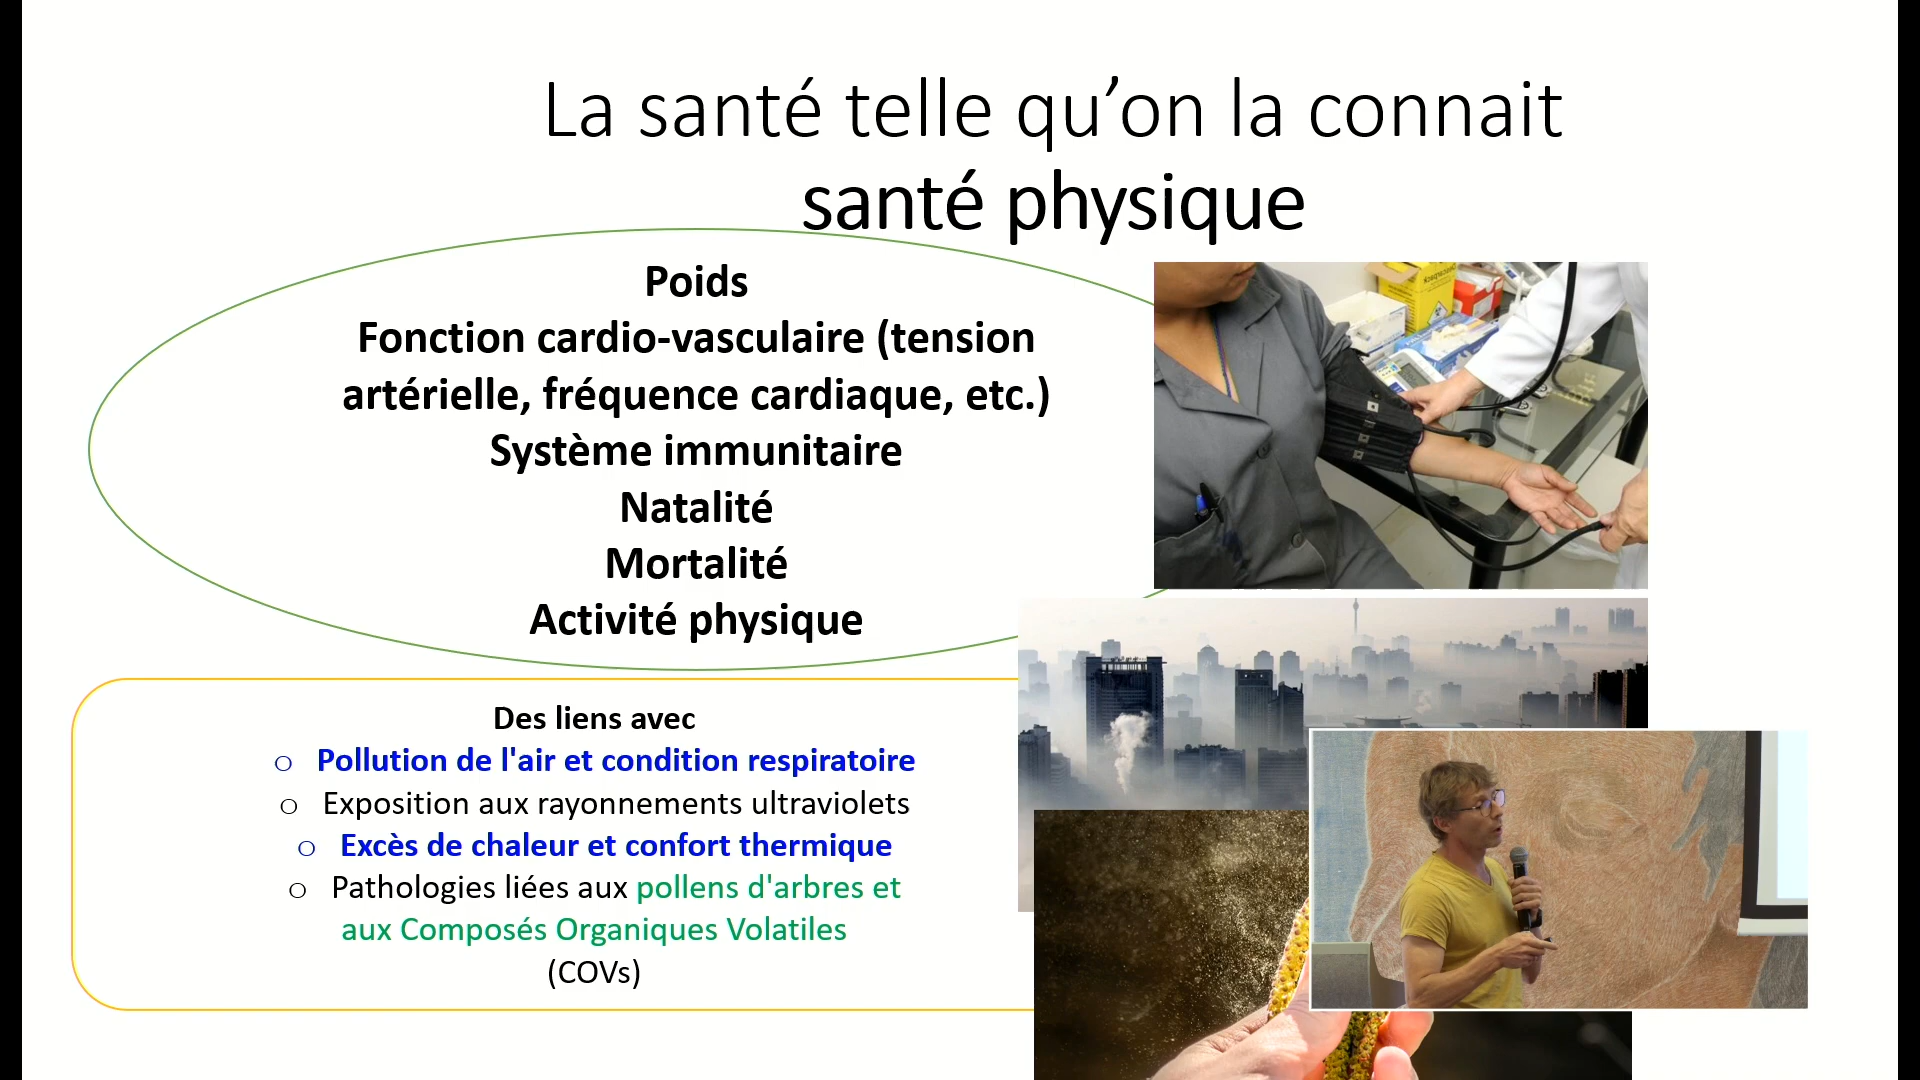 La santé telle qu’on la connait
santé physique
Poids
Fonction cardio-vasculaire (tension
artérielle, fréquence cardiaque, etc.)
Système immunitaire
Natalité
Mortalité
Activité physique
Des liens avec
o Pollution de l'air et condition respiratoire
o Exposition aux rayonnements ultraviolets
o Excès de chaleur et confort thermique
o Pathologies liées aux pollens d'arbres et
aux Composés Organiques Volatiles
(COVs)